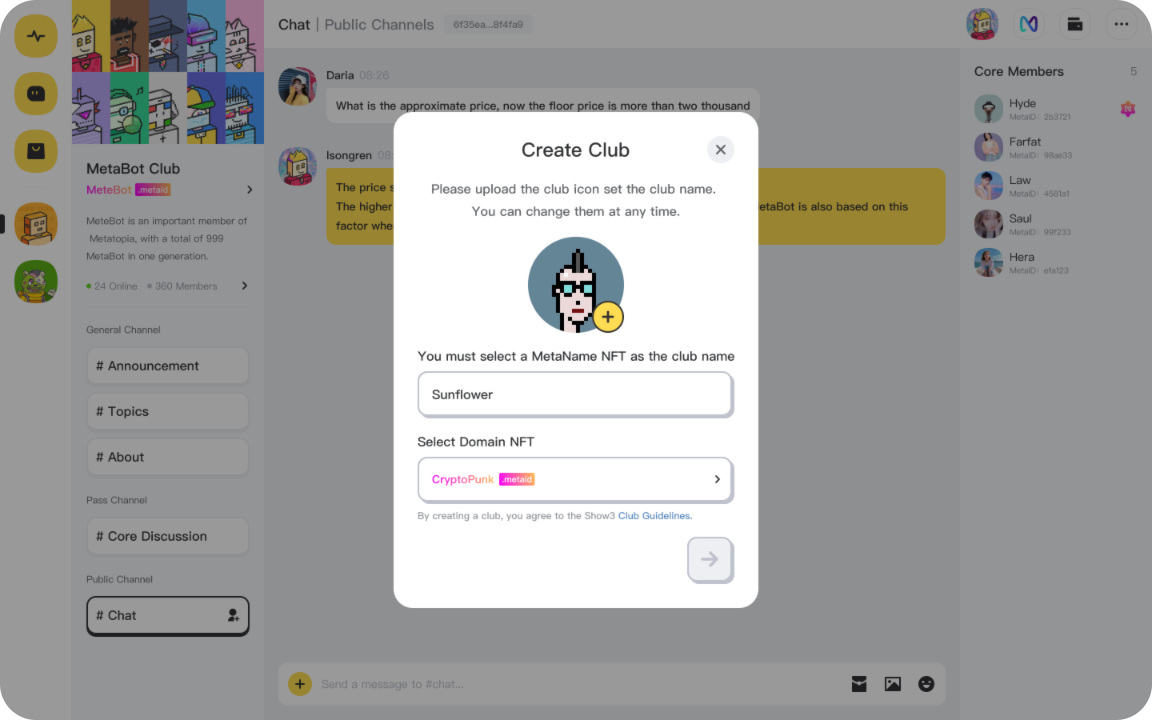 MetaBot Club
MeteBot .metaid
MeteBot is an important member of
Metatopia, with a total of 999
MetaBot in one generation.
24 Online 360 Members
General Channel
# Announcement
# Topics
# About
Pass Channel
# Core Discussion
Public Channel
# Chat
Chat | Public Channels 6f35ea...8f4fa9
Daria 08:26
What is the approximate price, now the floor price is more than two thousand
Isongren 08:
The price s
The higher
etaBot is also based on this
factor whe
Create Club
Please upload the club icon set the club name.
You can change them at any time.
You must select a MetaName NFT as the club name
Sunflower
Select Domain NFT
CryptoPunk .metaid
By creating a club, you agree to the Show3 Club Guidelines.
Send a message to #chat...
Core Members 5
Hyde
MetaID: 2b3721
Farfat
MetaID: 98ae33
Law
MetaID: 4581a1
Saul
MetaID: 99f233
Hera
MetaID: efa123